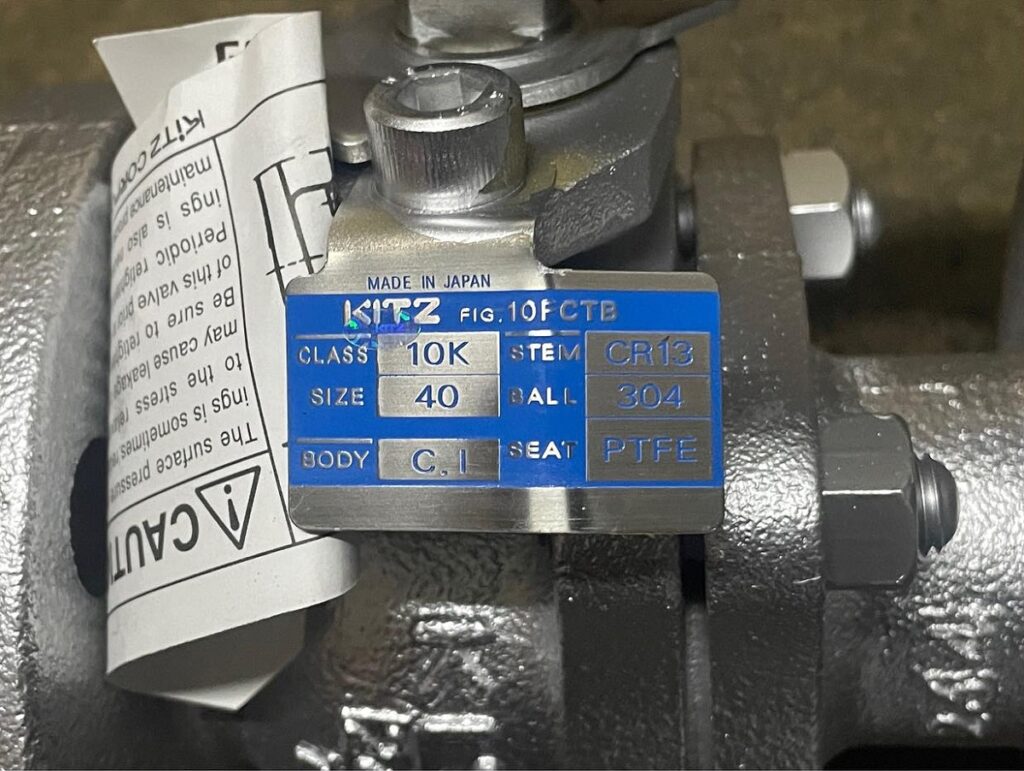 MADE IN JAPAN
KITZ FIG. 10FCTB
CLASS 10K STEM CR13
SIZE 40 BALL 304
BODY C.I SEAT PTFE
CAUT
The surface pressure
ings is sometimes
to the stress
may cause leakage
Be sure to
of this valve
Periodic
ings is also
maintenance
KITZ